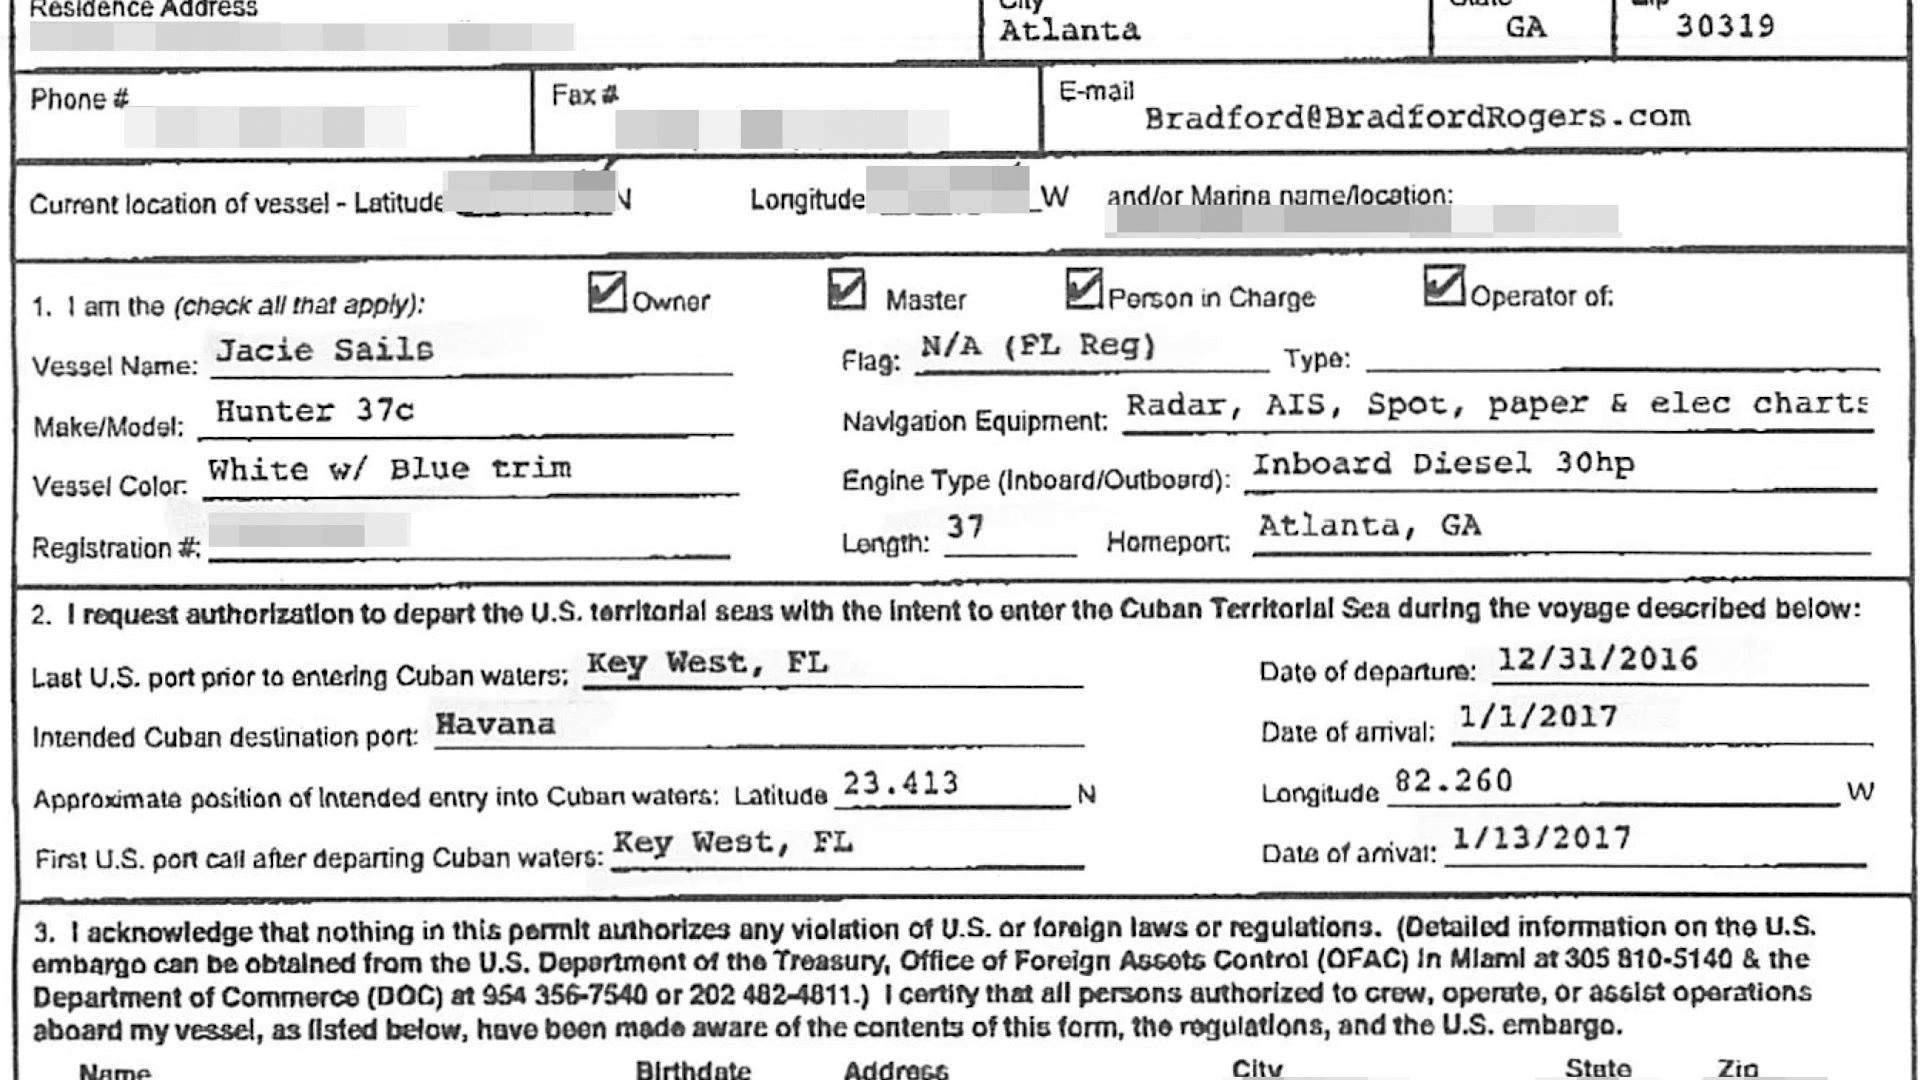 Residence Address City State Zip
Atlanta GA 30319
Phone # Fax # E-mail
Bradford@BradfordRogers.com
Current location of vessel - Latitude N Longitude W and/or Marina name/location:
1. I am the (check all that apply): Owner Master Person in Charge Operator of:
Vessel Name: Jacie Sails Flag: N/A (FL Reg) Type:
Make/Model: Hunter 37c Navigation Equipment: Radar, AIS, Spot, paper & elec charts
Vessel Color: White w/ Blue trim Engine Type (Inboard/Outboard): Inboard Diesel 30hp
Registration #: Length: 37 Homeport: Atlanta, GA
2. I request authorization to depart the U.S. territorial seas with the intent to enter the Cuban Territorial Sea during the voyage described below:
Last U.S. port prior to entering Cuban waters: Key West, FL Date of departure: 12/31/2016
Intended Cuban destination port: Havana Date of arrival: 1/1/2017
Approximate position of intended entry into Cuban waters: Latitude 23.413 N Longitude 82.260 W
First U.S. port call after departing Cuban waters: Key West, FL Date of arrival: 1/13/2017
3. I acknowledge that nothing in this permit authorizes any violation of U.S. or foreign laws or regulations. (Detailed information on the U.S.
embargo can be obtained from the U.S. Department of the Treasury, Office of Foreign Assets Control (OFAC) in Miami at 305 810-5140 & the
Department of Commerce (DOC) at 954 356-7540 or 202 482-4811.) I certify that all persons authorized to crew, operate, or assist operations
aboard my vessel, as listed below, have been made aware of the contents of this form, the regulations, and the U.S. embargo.
Name Birthdate Address City State Zip